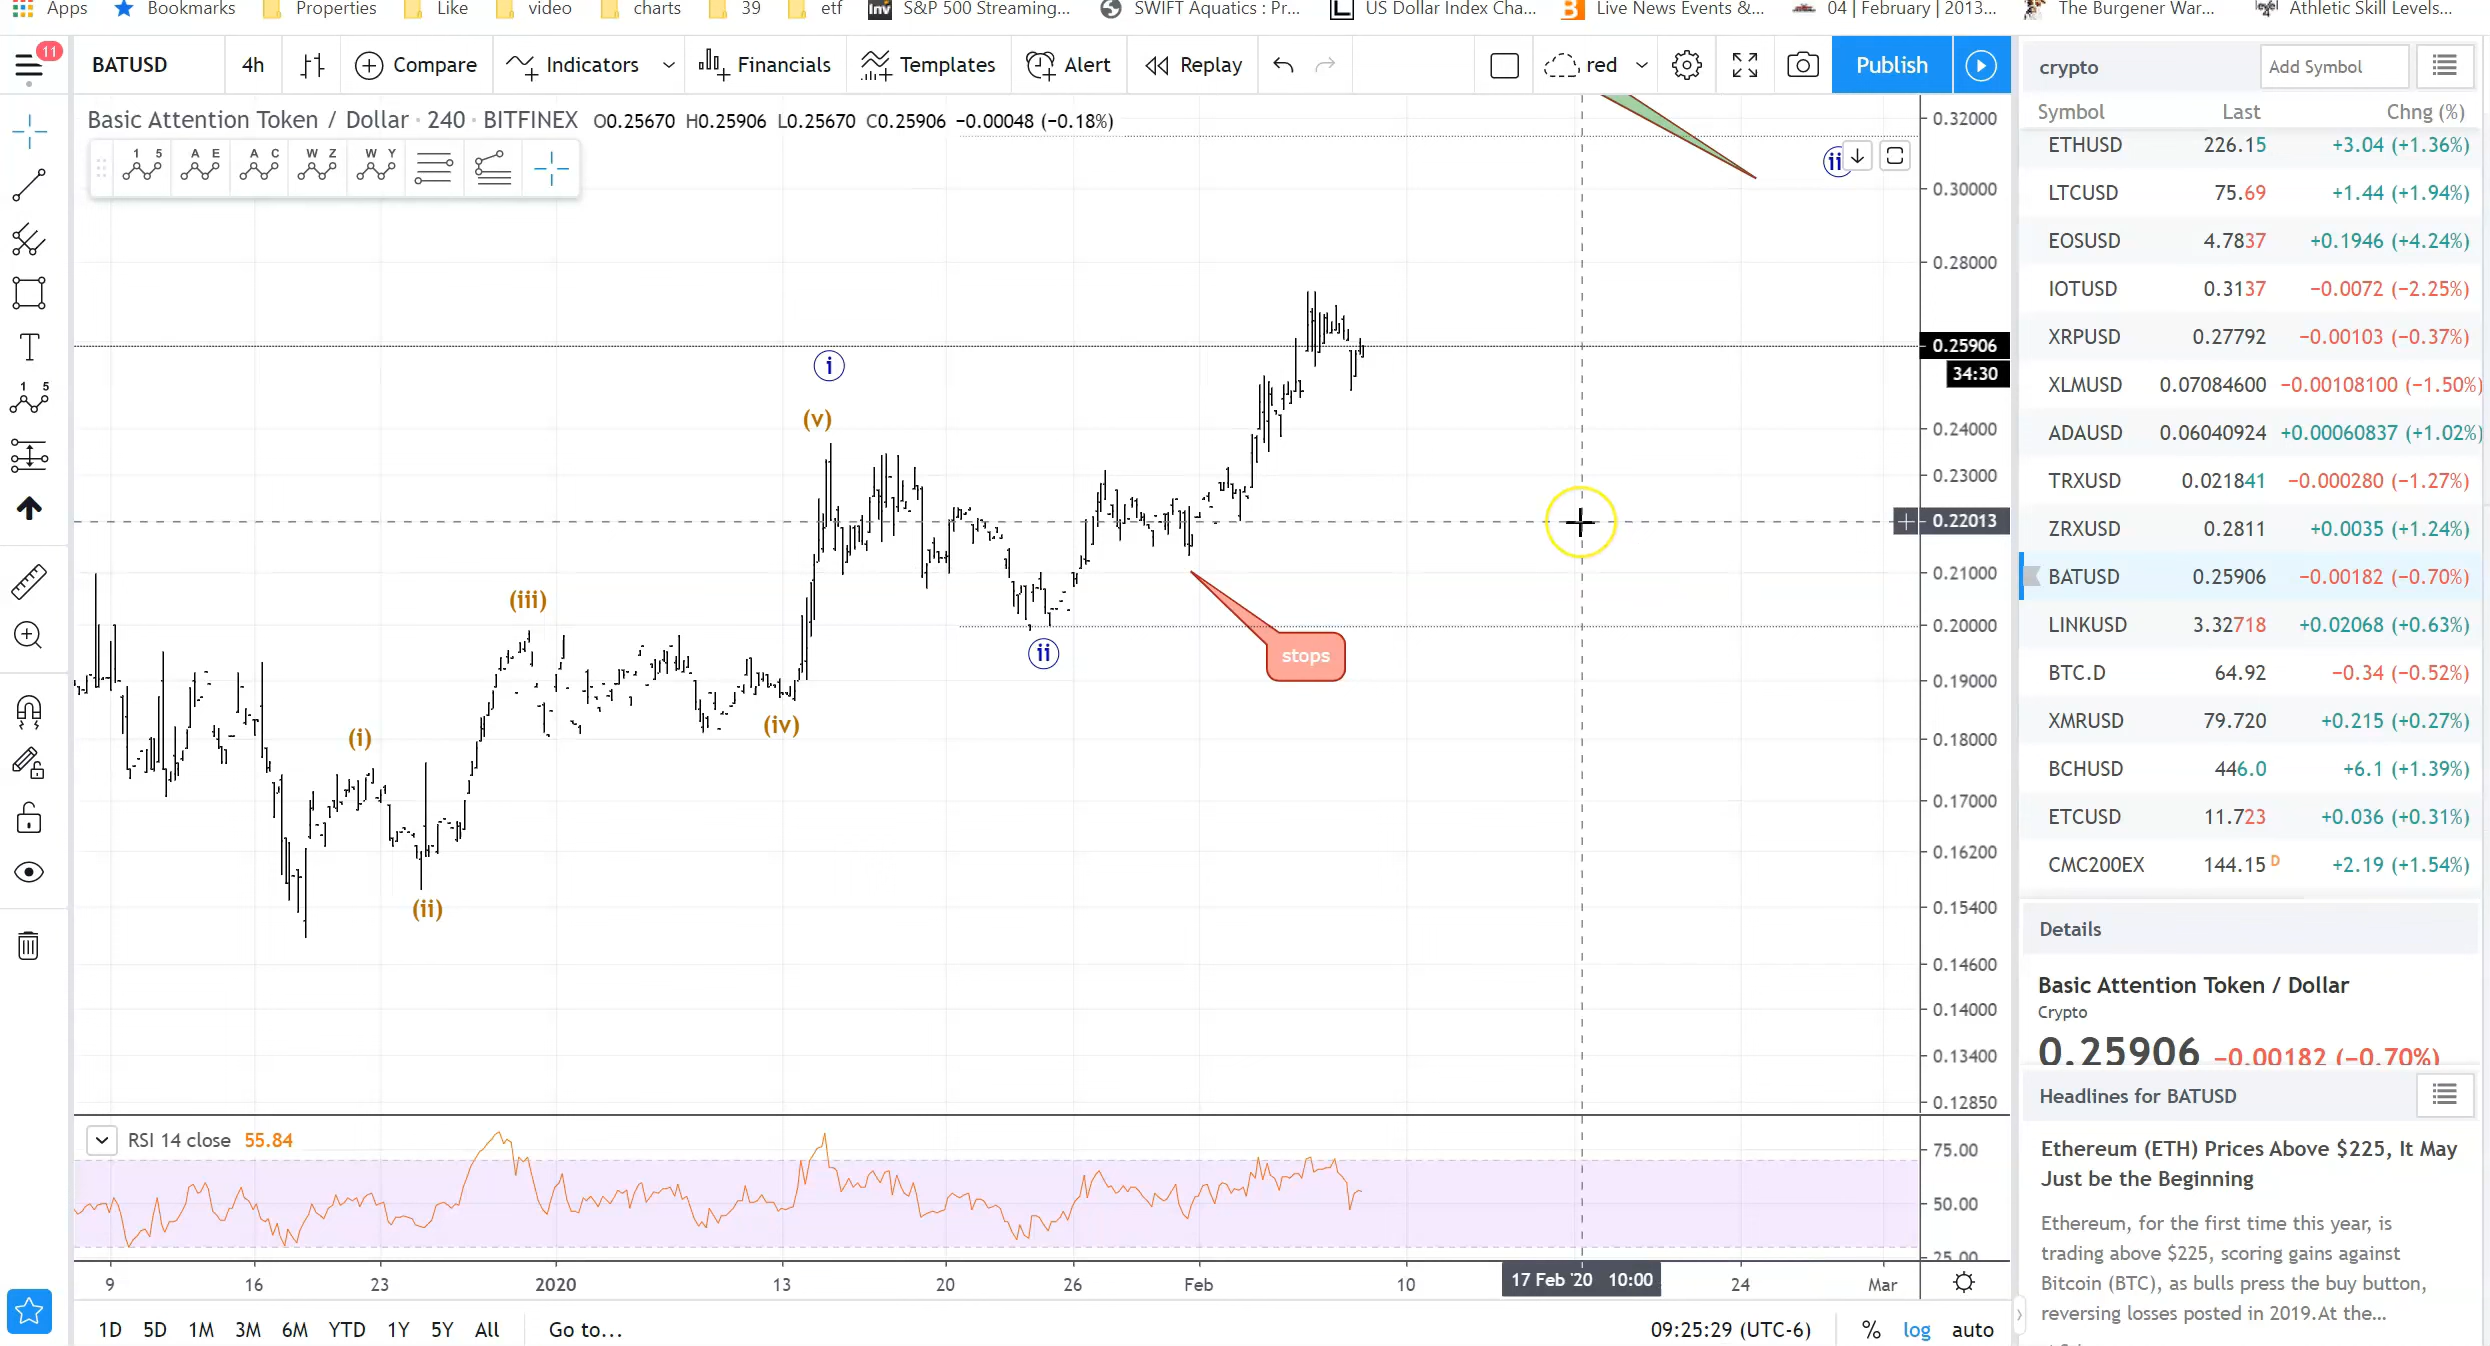 Apps Bookmarks Properties Like video charts 39 etf Inv S&P 500 Streaming... SWIFT Aquatics : Pr... US Dollar Index Cha... Live News Events &... 04 | February | 2013... The Burgener War... Athletic Skill Levels...
11
BATUSD 4h Compare Indicators Financials Templates Alert Replay red Publish
crypto Add Symbol
Symbol Last Chng (%)
Basic Attention Token / Dollar · 240 · BITFINEX O0.25670 H0.25906 L0.25670 C0.25906 −0.00048 (−0.18%)
1 5 A E A C W Z W Y
1 5
0.32000
0.30000
0.28000
0.25906
34:30
0.24000
0.23000
0.22013
0.21000
0.20000
0.19000
0.18000
0.17000
0.16200
0.15400
0.14600
0.14000
0.13400
0.12850
ii
i
(v)
(iii)
ii
stops
(iv)
(i)
(ii)
RSI 14 close 55.84
75.00
50.00
25.00
9 16 23 2020 13 20 26 Feb 10 17 Feb '20 10:00 24 Mar
1D 5D 1M 3M 6M YTD 1Y 5Y All Go to... 09:25:29 (UTC-6) % log auto
ETHUSD 226.15 +3.04 (+1.36%)
LTCUSD 75.69 +1.44 (+1.94%)
EOSUSD 4.7837 +0.1946 (+4.24%)
IOTUSD 0.3137 −0.0072 (−2.25%)
XRPUSD 0.27792 −0.00103 (−0.37%)
XLMUSD 0.07084600 −0.00108100 (−1.50%)
ADAUSD 0.06040924 +0.00060837 (+1.02%)
TRXUSD 0.021841 −0.000280 (−1.27%)
ZRXUSD 0.2811 +0.0035 (+1.24%)
BATUSD 0.25906 −0.00182 (−0.70%)
LINKUSD 3.32718 +0.02068 (+0.63%)
BTC.D 64.92 −0.34 (−0.52%)
XMRUSD 79.720 +0.215 (+0.27%)
BCHUSD 446.0 +6.1 (+1.39%)
ETCUSD 11.723 +0.036 (+0.31%)
CMC200EX 144.15 D +2.19 (+1.54%)
Details
Basic Attention Token / Dollar
Crypto
0.25906 −0.00182 (−0.70%)
Headlines for BATUSD
Ethereum (ETH) Prices Above $225, It May
Just be the Beginning
Ethereum, for the first time this year, is
trading above $225, scoring gains against
Bitcoin (BTC), as bulls press the buy button,
reversing losses posted in 2019.At the...